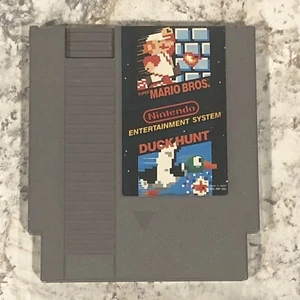 SUPER
MARIO BROS.
Nintendo
ENTERTAINMENT SYSTEM
DUCK HUNT